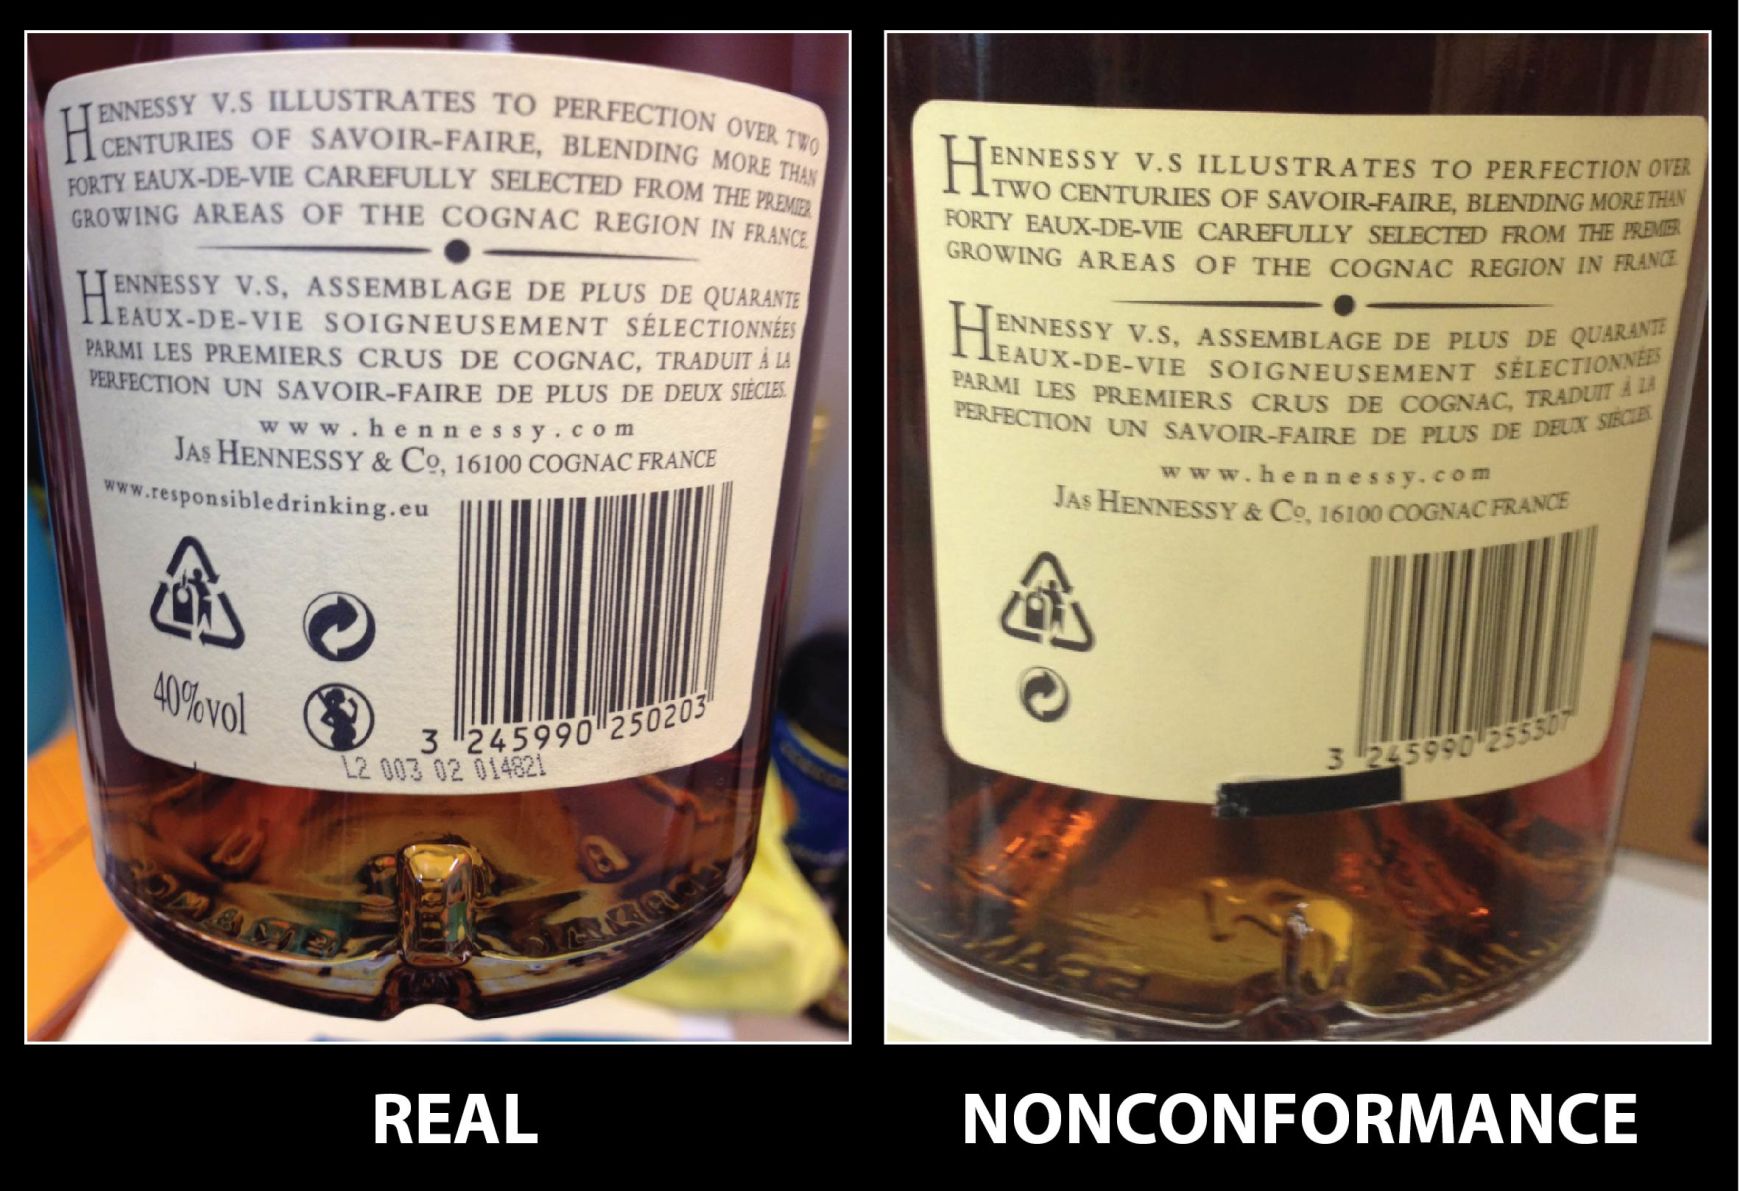 HENNESSY V.S ILLUSTRATES TO PERFECTION OVER TWO
CENTURIES OF SAVOIR-FAIRE, BLENDING MORE THAN
FORTY EAUX-DE-VIE CAREFULLY SELECTED FROM THE PREMIER
GROWING AREAS OF THE COGNAC REGION IN FRANCE.
HENNESSY V.S, ASSEMBLAGE DE PLUS DE QUARANTE
EAUX-DE-VIE SOIGNEUSEMENT SÉLECTIONNÉES
PARMI LES PREMIERS CRUS DE COGNAC, TRADUIT À LA
PERFECTION UN SAVOIR-FAIRE DE PLUS DE DEUX SIÈCLES.
www.hennessy.com
JAS HENNESSY & Co, 16100 COGNAC FRANCE
www.responsibledrinking.eu
40%vol
3 245990 250203
L2 003 02 014821
REAL
HENNESSY V.S ILLUSTRATES TO PERFECTION OVER
TWO CENTURIES OF SAVOIR-FAIRE, BLENDING MORE THAN
FORTY EAUX-DE-VIE CAREFULLY SELECTED FROM THE PREMIER
GROWING AREAS OF THE COGNAC REGION IN FRANCE.
HENNESSY V.S, ASSEMBLAGE DE PLUS DE QUARANTE
EAUX-DE-VIE SOIGNEUSEMENT SÉLECTIONNÉES
PARMI LES PREMIERS CRUS DE COGNAC, TRADUIT À LA
PERFECTION UN SAVOIR-FAIRE DE PLUS DE DEUX SIÈCLES.
www.hennessy.com
JAS HENNESSY & Co, 16100 COGNAC FRANCE
3 245990 255307
NONCONFORMANCE